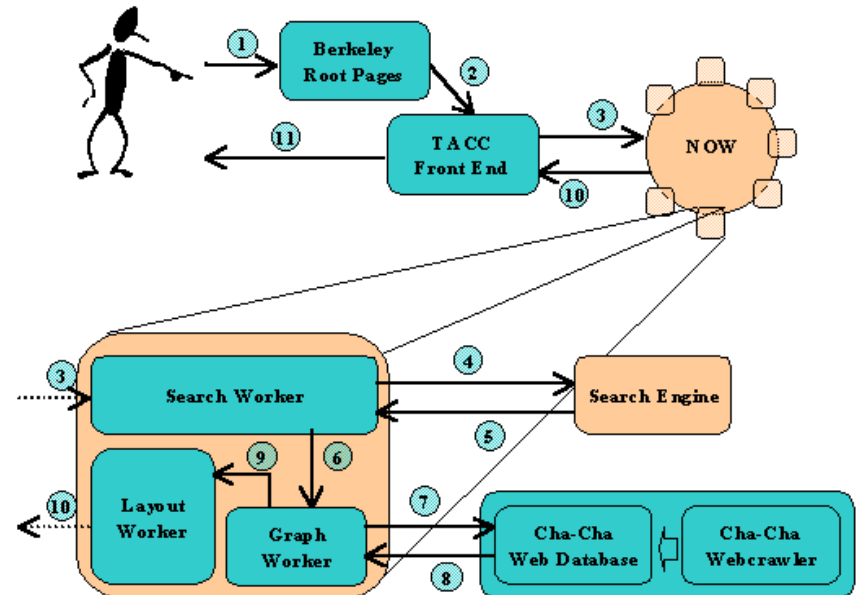 1
Berkeley
Root Pages
2
3
TACC
Front End
NOW
11
10
3
Search Worker
4
Search Engine
5
9
6
10
Layout
Worker
7
Graph
Worker
Cha-Cha
Web Database
Cha-Cha
Webcrawler
8